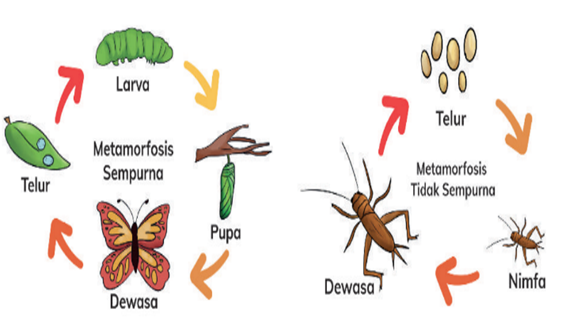 Larva
Telur
Metamorfosis
Sempurna
Pupa
Dewasa
Telur
Metamorfosis
Tidak Sempurna
Nimfa
Dewasa